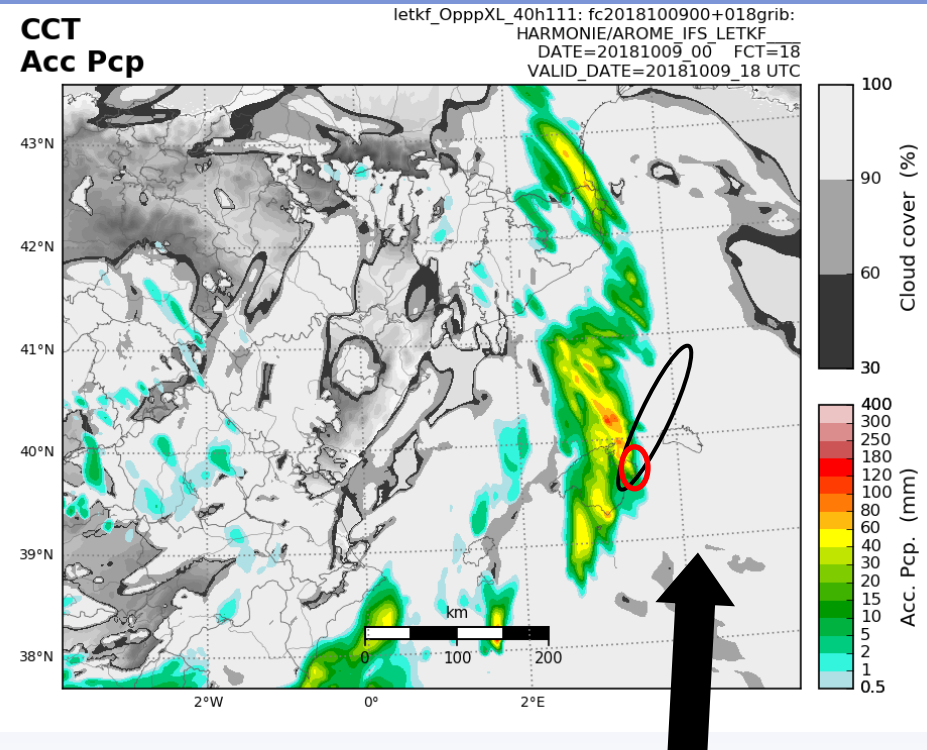 CCT
Acc Pcp
letkf_OpppXL_40h111: fc2018100900+018grib:
HARMONIE/AROME_IFS_LETKF____
DATE=20181009_00 FCT=18
VALID_DATE=20181009_18 UTC
43°N
42°N
41°N
40°N
39°N
38°N
2°W
0°
2°E
km
0
100
200
100
90
60
30
Cloud cover (%)
400
300
250
180
120
100
80
60
40
30
20
15
10
5
2
1
0.5
Acc. Pcp. (mm)